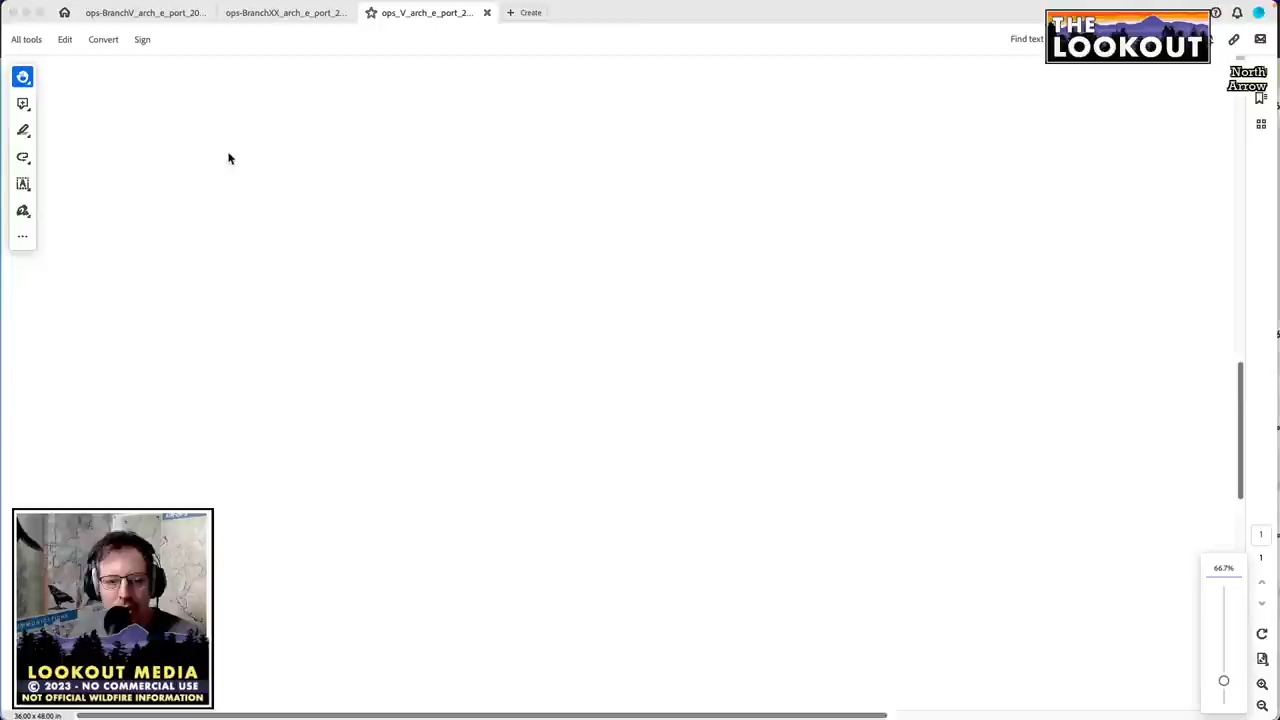 ops-BranchV_arch_e_port_20...
ops-BranchXX_arch_e_port_2...
ops_V_arch_e_port_2...
Create
All tools
Edit
Convert
Sign
Find text
THE
LOOKOUT
North
Arrow
1
1
66.7%
LOOKOUT MEDIA
© 2023 - NO COMMERCIAL USE
NOT OFFICIAL WILDFIRE INFORMATION
36.00 x 48.00 in